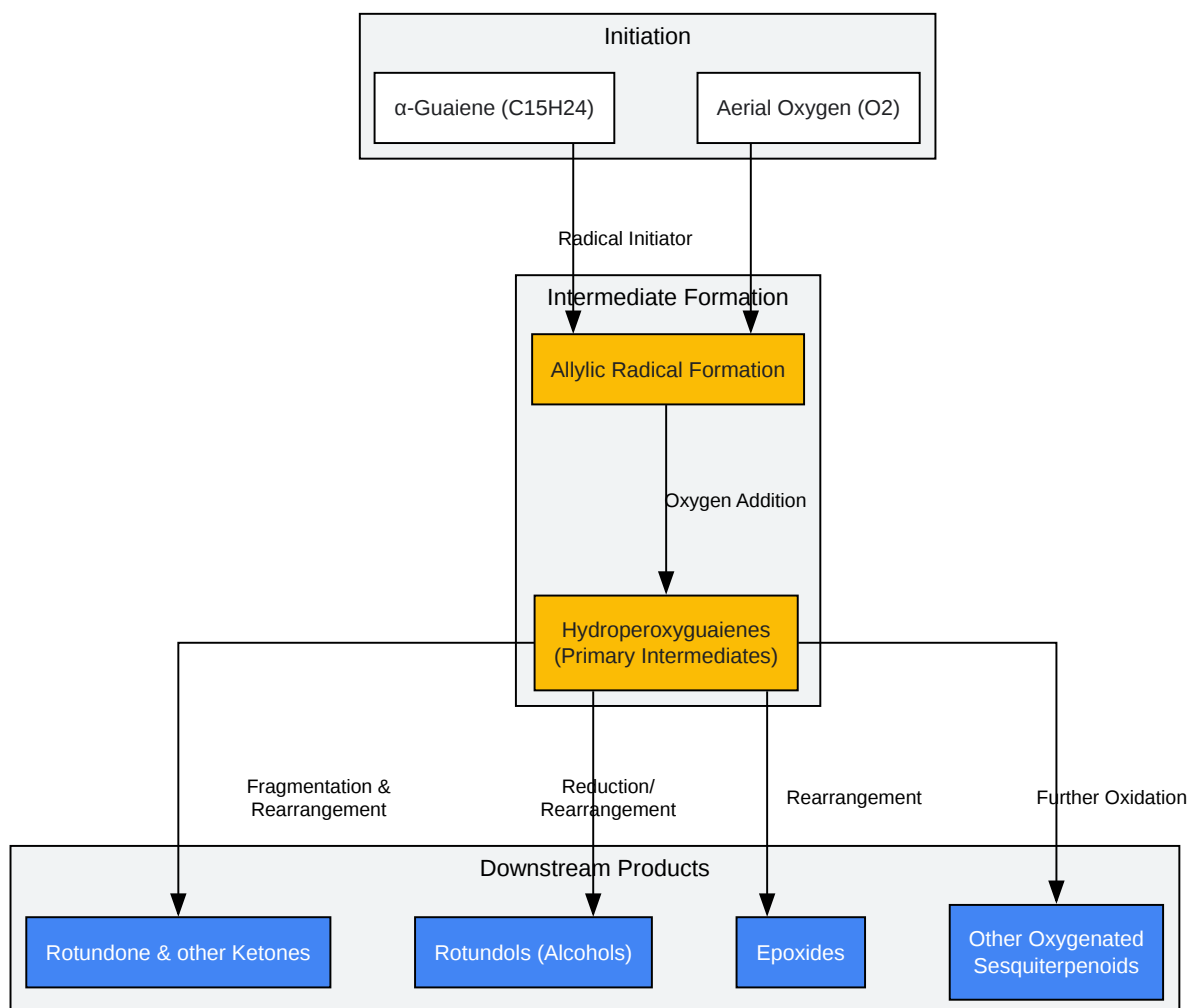 Initiation
α-Guaiene (C15H24)
Aerial Oxygen (O2)
Radical Initiator
Intermediate Formation
Allylic Radical Formation
Oxygen Addition
Hydroperoxyguaienes
(Primary Intermediates)
Fragmentation &
Rearrangement
Reduction/
Rearrangement
Rearrangement
Further Oxidation
Downstream Products
Rotundone & other Ketones
Rotundols (Alcohols)
Epoxides
Other Oxygenated
Sesquiterpenoids